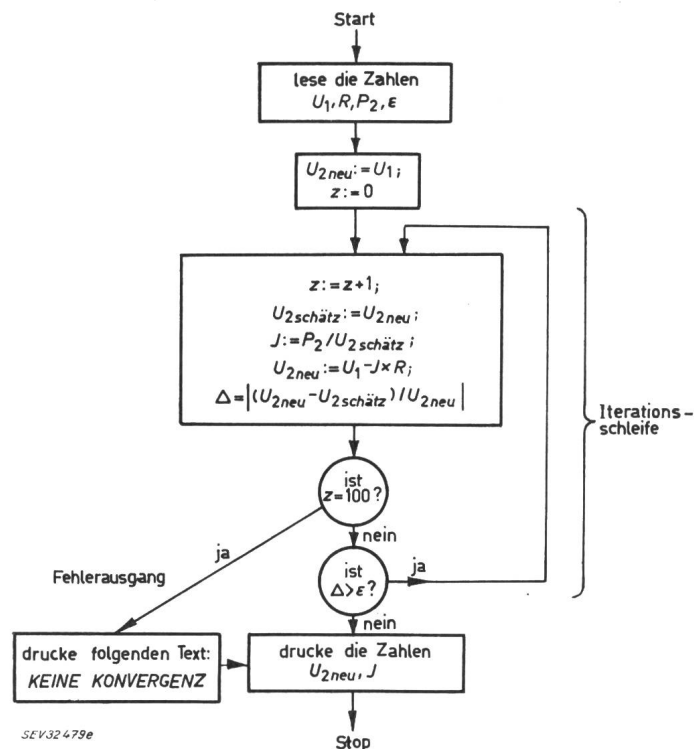 Start
lese die Zahlen
U₁, R, P₂, ε
U₂neu := U₁;
z := 0
z := z+1;
U₂schätz := U₂neu;
J := P₂/U₂schätz;
U₂neu := U₁-J×R;
Δ = |(U₂neu-U₂schätz)/U₂neu|
Iterations-
schleife
ist
z=100?
ja
nein
Fehlerausgang
ist
Δ>ε?
ja
nein
drucke folgenden Text:
KEINE KONVERGENZ
drucke die Zahlen
U₂neu, J
SEV32479e
Stop